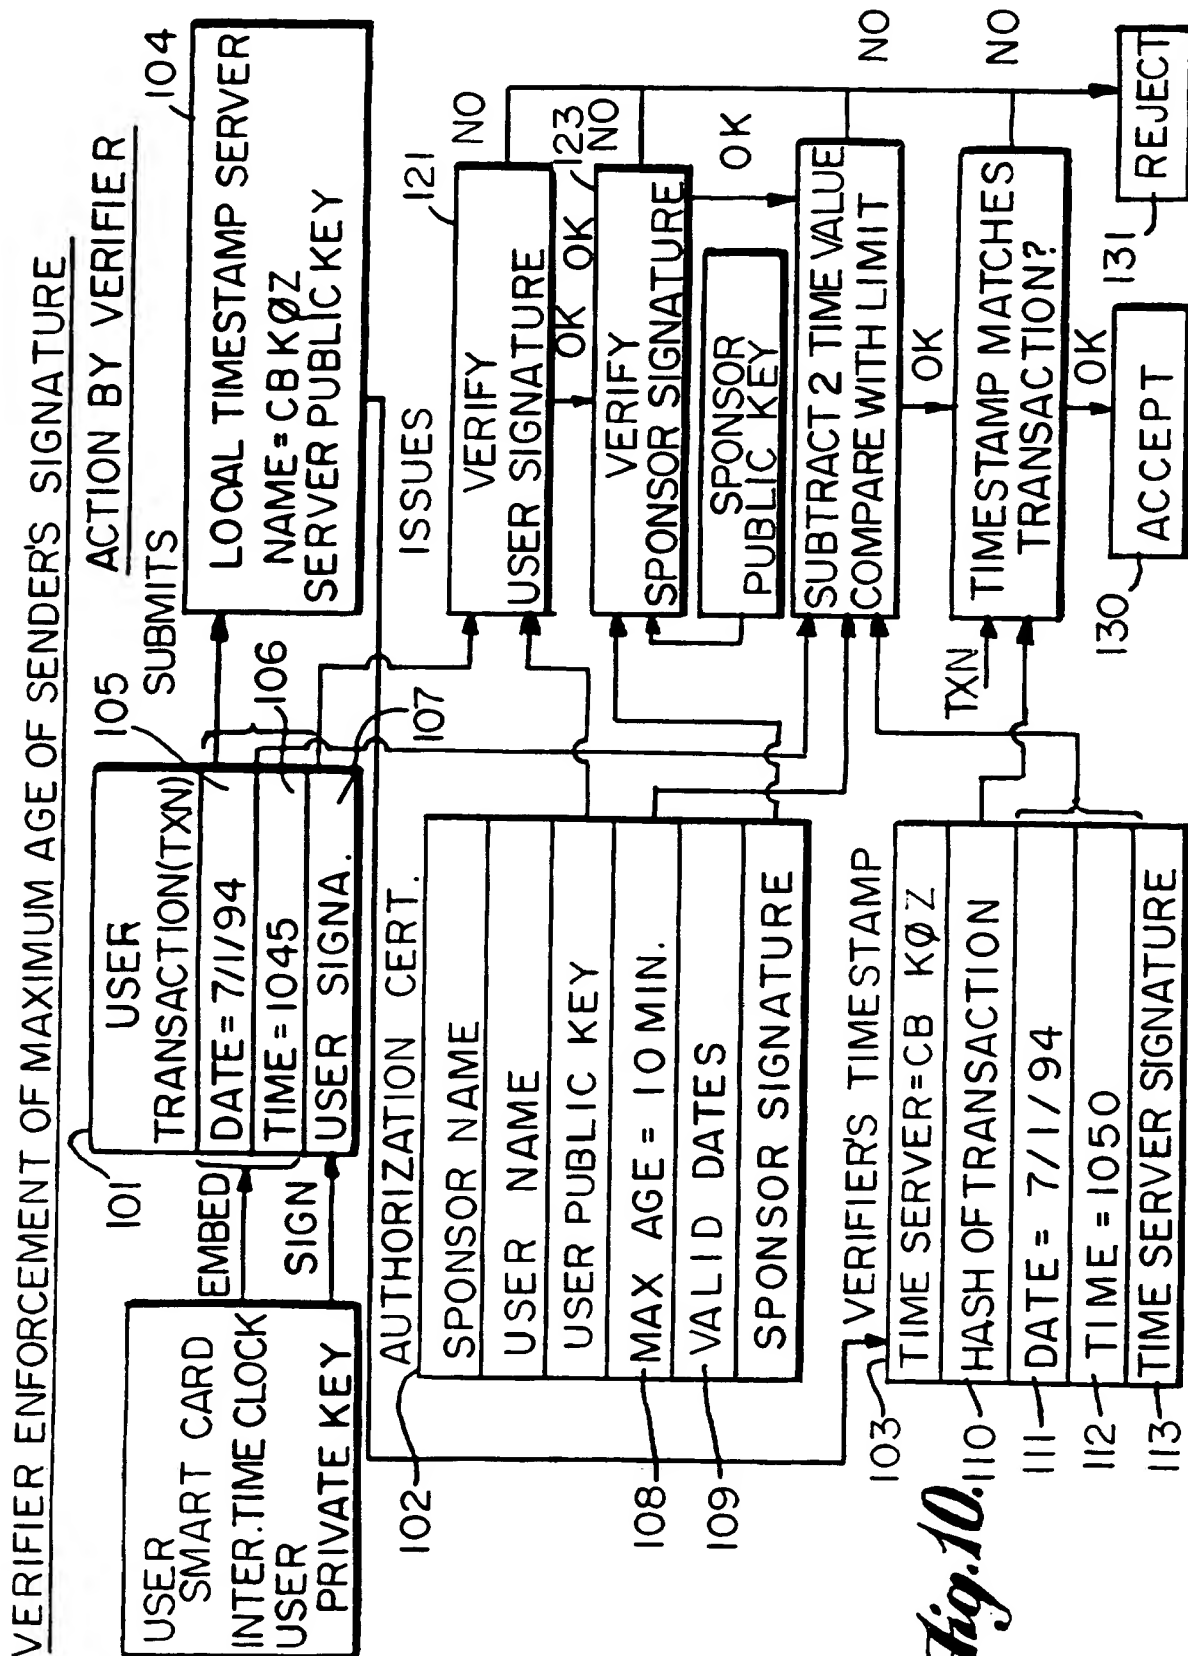 VERIFIER ENFORCEMENT OF MAXIMUM AGE OF SENDER'S SIGNATURE
ACTION BY VERIFIER
USER
SMART CARD
INTER.TIME CLOCK
USER
PRIVATE KEY
EMBED
SIGN
101
USER
TRANSACTION(TXN)
DATE = 7/1/94
TIME = 1045
USER SIGNA.
105
106
107
SUBMITS
104
LOCAL TIMESTAMP SERVER
NAME = CB KØZ
SERVER PUBLIC KEY
ISSUES
102
AUTHORIZATION CERT.
SPONSOR NAME
USER NAME
USER PUBLIC KEY
MAX AGE = 10 MIN.
VALID DATES
SPONSOR SIGNATURE
108
109
121
VERIFY
USER SIGNATURE
NO
OK
OK
123
NO
VERIFY
SPONSOR SIGNATURE
OK
SPONSOR
PUBLIC KEY
SUBTRACT 2 TIME VALUE
COMPARE WITH LIMIT
NO
OK
103
VERIFIER'S TIMESTAMP
TIME SERVER=CB KØZ
HASH OF TRANSACTION
DATE = 7/1/94
TIME = 1050
TIME SERVER SIGNATURE
110
111
112
113
TXN
TIMESTAMP MATCHES
TRANSACTION?
NO
OK
130
ACCEPT
131
REJECT
Fig. 10.